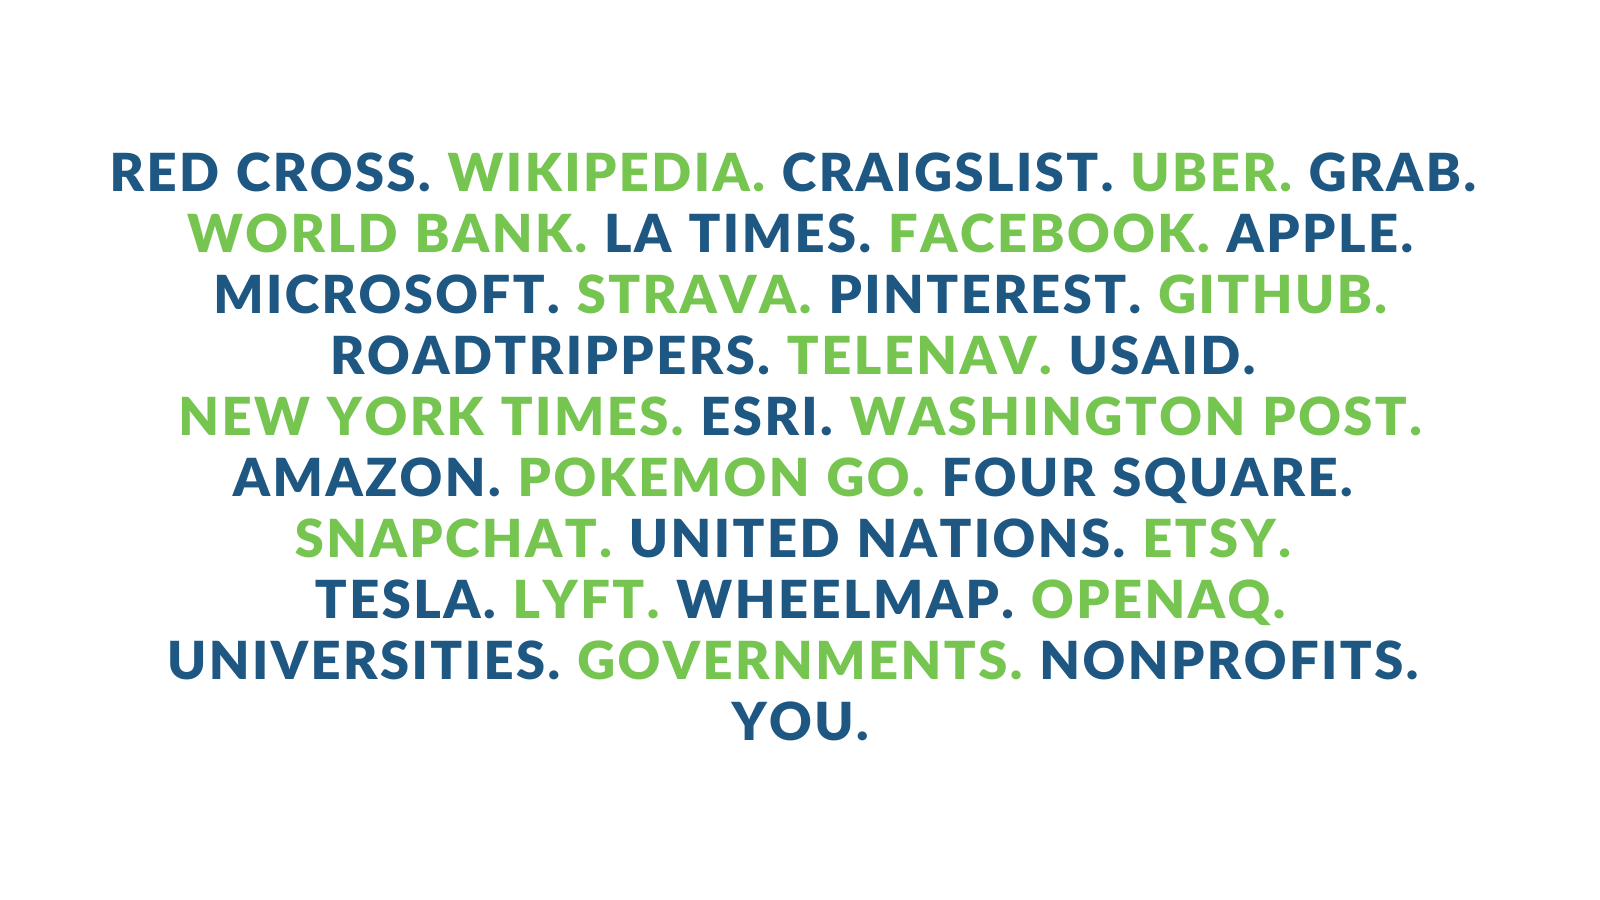 RED CROSS. WIKIPEDIA. CRAIGSLIST. UBER. GRAB.
WORLD BANK. LA TIMES. FACEBOOK. APPLE.
MICROSOFT. STRAVA. PINTEREST. GITHUB.
ROADTRIPPERS. TELENAV. USAID.
NEW YORK TIMES. ESRI. WASHINGTON POST.
AMAZON. POKEMON GO. FOUR SQUARE.
SNAPCHAT. UNITED NATIONS. ETSY.
TESLA. LYFT. WHEELMAP. OPENAQ.
UNIVERSITIES. GOVERNMENTS. NONPROFITS.
YOU.